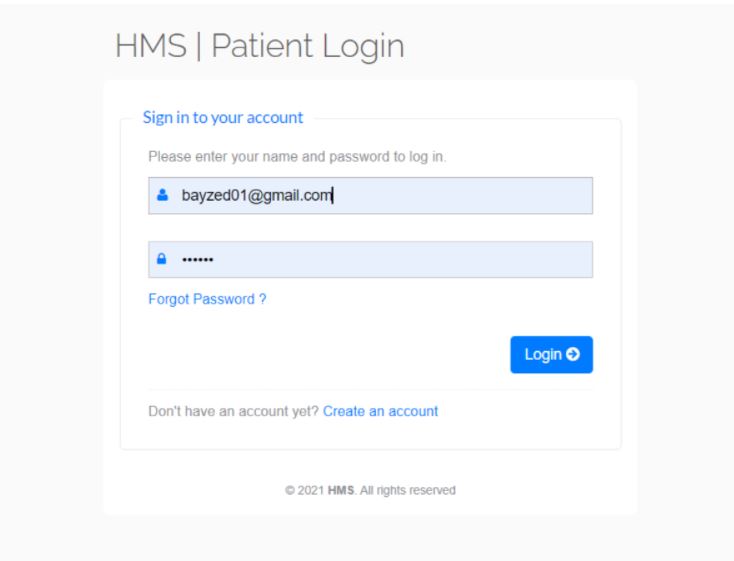 HMS | Patient Login
Sign in to your account
Please enter your name and password to log in.
bayzed01@gmail.com
••••••
Forgot Password ?
Login
Don't have an account yet? Create an account
© 2021 HMS. All rights reserved